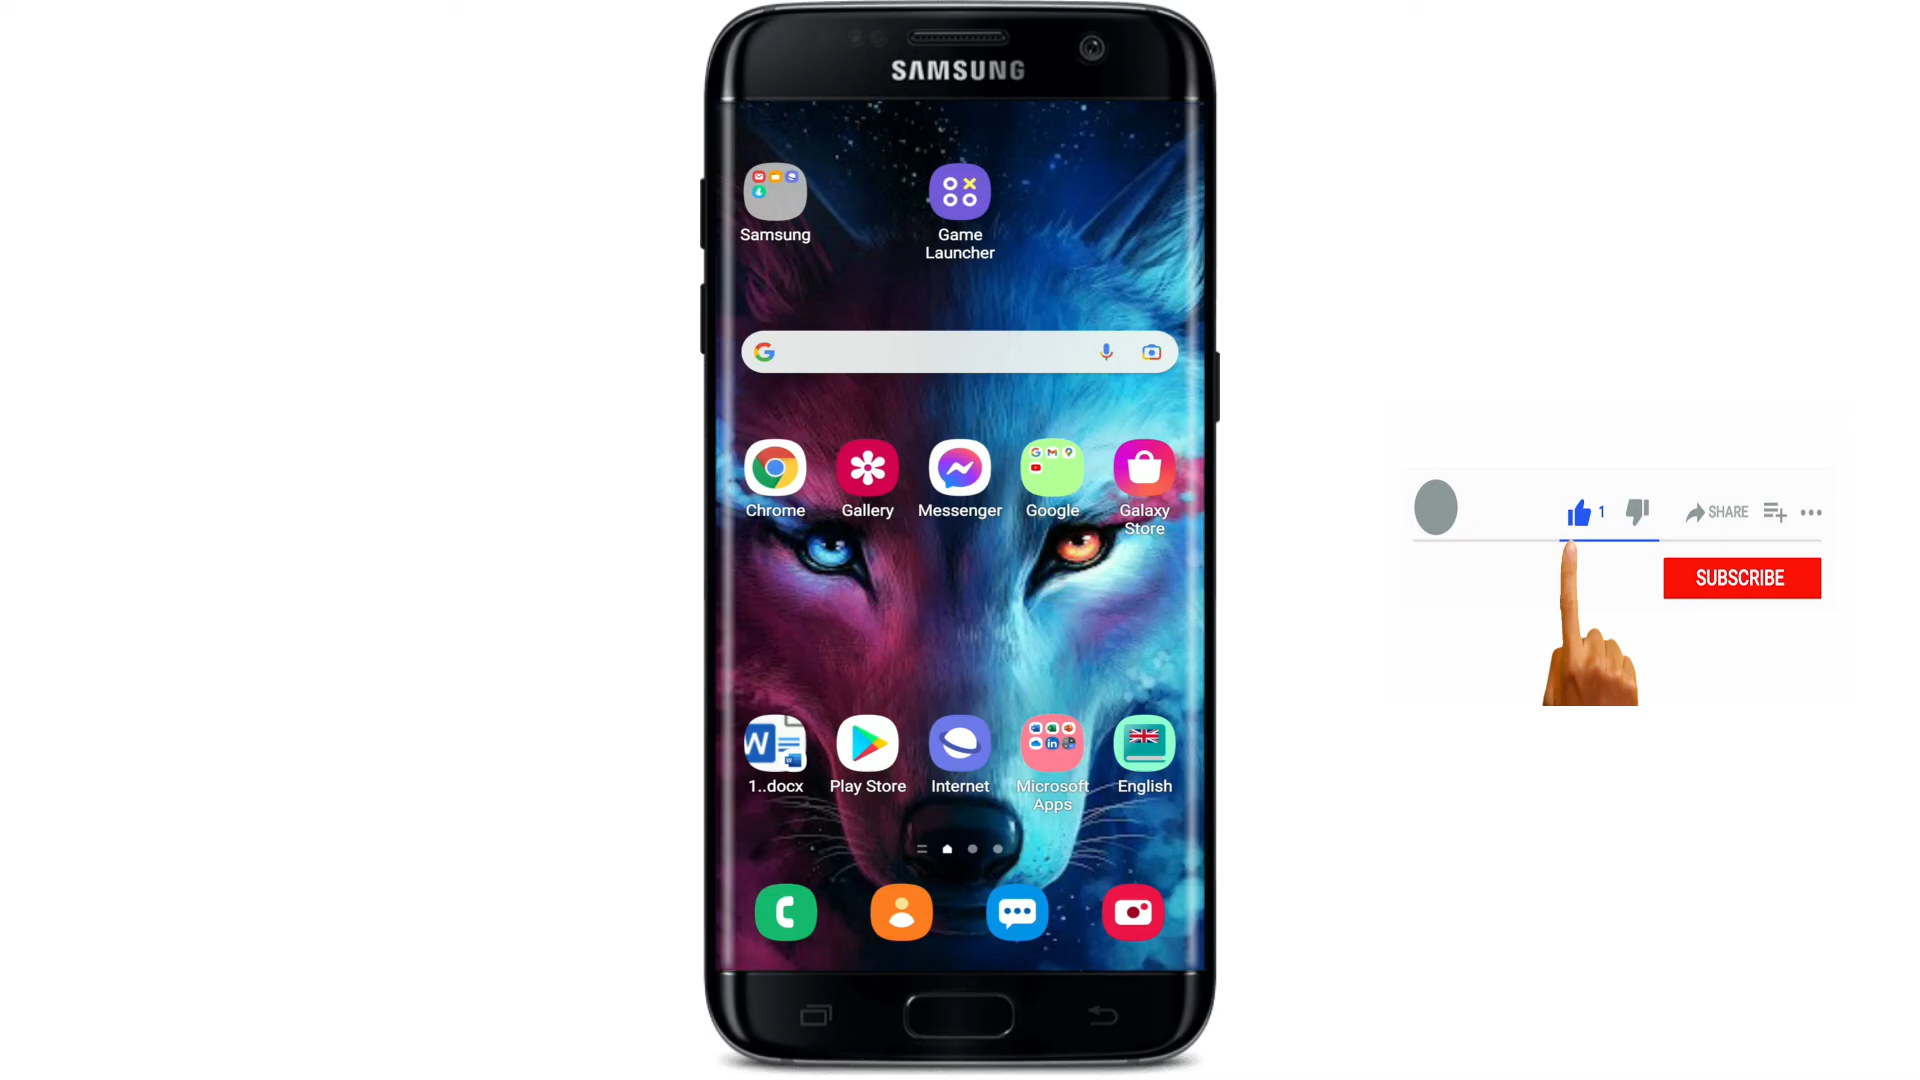 SAMSUNG
Samsung
Game
Launcher
Chrome
Gallery
Messenger
Google
Galaxy
Store
1 SHARE
SUBSCRIBE
1..docx
Play Store
Internet
Microsoft
Apps
English